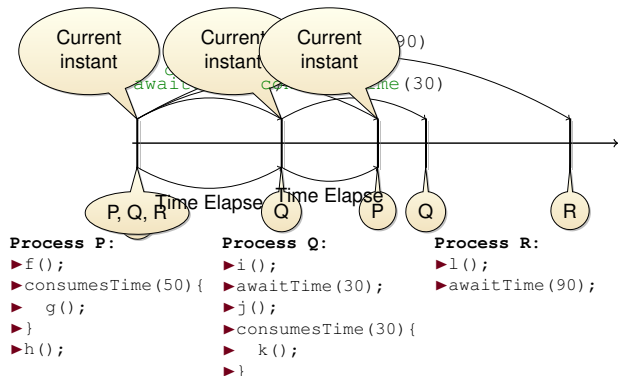 Current instant
Current instant
Current instant
90)
await
me(30)
Time Elapse
Time Elapse
P, Q, R
Q
P
Q
R
Process P:
►f();
►consumesTime(50){
► g();
►}
►h();
Process Q:
►i();
►awaitTime(30);
►j();
►consumesTime(30){
► k();
►}
Process R:
►l();
►awaitTime(90);